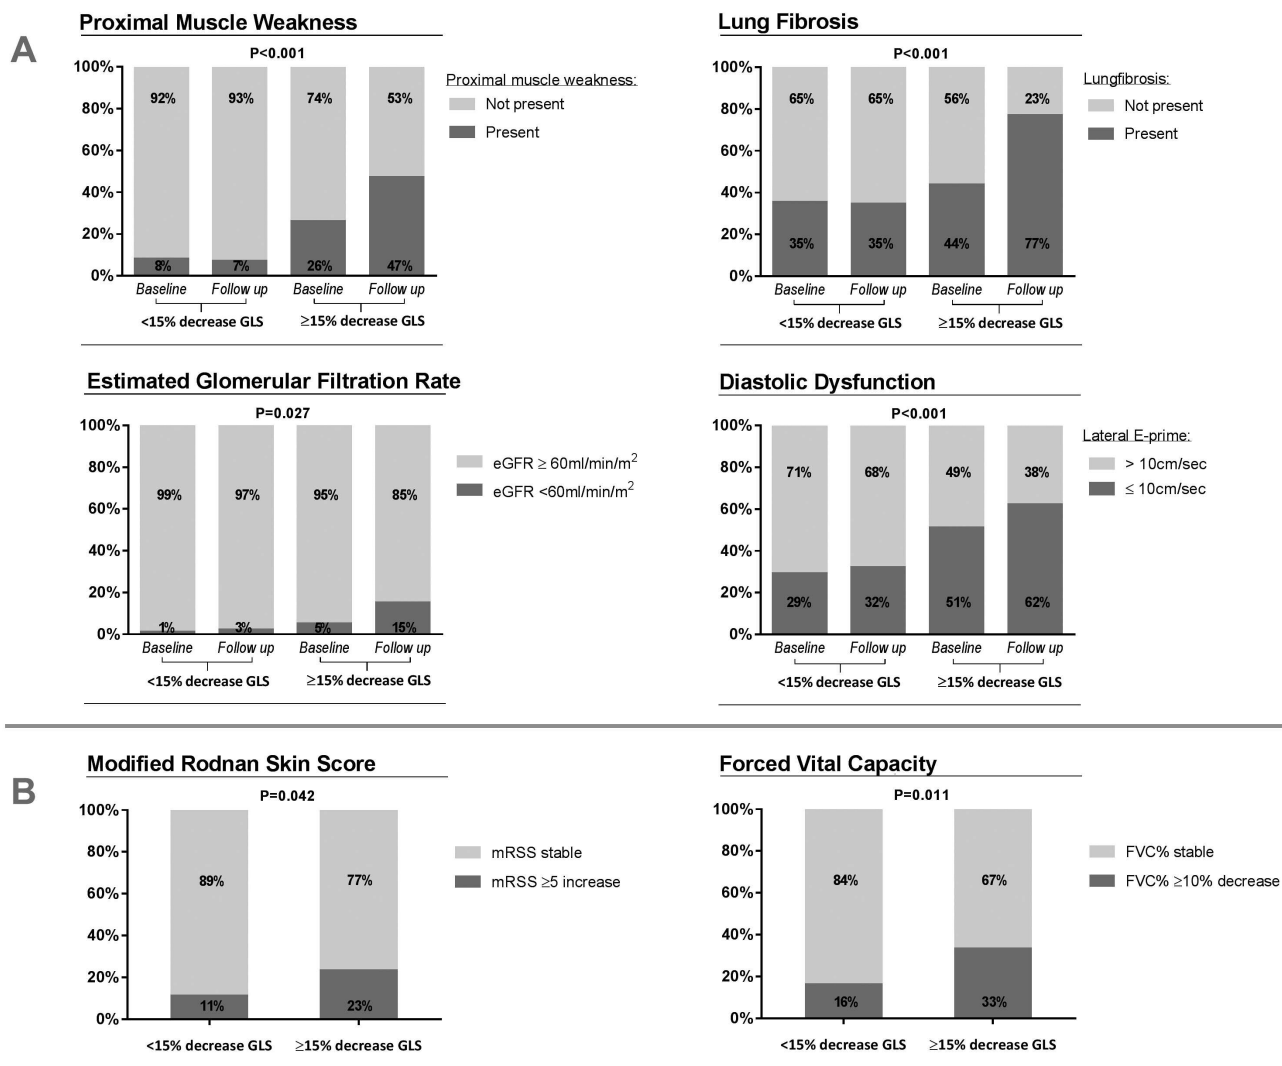 A
Proximal Muscle Weakness
P<0.001
100%
80%
60%
40%
20%
0%
92%
93%
74%
53%
8%
7%
26%
47%
Baseline
Follow up
Baseline
Follow up
<15% decrease GLS
≥15% decrease GLS
Proximal muscle weakness:
Not present
Present
Lung Fibrosis
P<0.001
100%
80%
60%
40%
20%
0%
65%
65%
56%
23%
35%
35%
44%
77%
Baseline
Follow up
Baseline
Follow up
<15% decrease GLS
≥15% decrease GLS
Lungfibrosis:
Not present
Present
Estimated Glomerular Filtration Rate
P=0.027
100%
80%
60%
40%
20%
0%
99%
97%
95%
85%
1%
3%
5%
15%
Baseline
Follow up
Baseline
Follow up
<15% decrease GLS
≥15% decrease GLS
eGFR ≥ 60ml/min/m²
eGFR <60ml/min/m²
Diastolic Dysfunction
P<0.001
100%
80%
60%
40%
20%
0%
71%
68%
49%
38%
29%
32%
51%
62%
Baseline
Follow up
Baseline
Follow up
<15% decrease GLS
≥15% decrease GLS
Lateral E-prime:
> 10cm/sec
≤ 10cm/sec
B
Modified Rodnan Skin Score
P=0.042
100%
80%
60%
40%
20%
0%
89%
77%
11%
23%
<15% decrease GLS
≥15% decrease GLS
mRSS stable
mRSS ≥5 increase
Forced Vital Capacity
P=0.011
100%
80%
60%
40%
20%
0%
84%
67%
16%
33%
<15% decrease GLS
≥15% decrease GLS
FVC% stable
FVC% ≥10% decrease